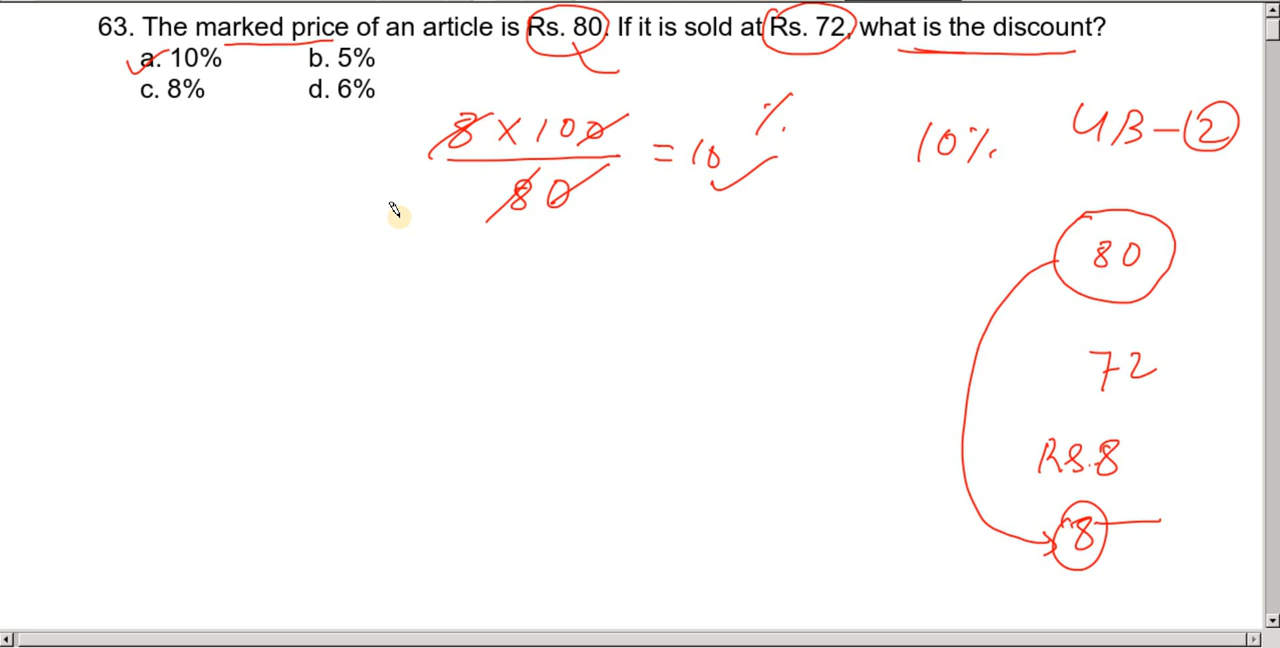 63. The marked price of an article is Rs. 80. If it is sold at Rs. 72, what is the discount?
a. 10% b. 5%
c. 8% d. 6%
8 × 100
80
= 10 %
10%
UB-2
80
72
RS.8
8